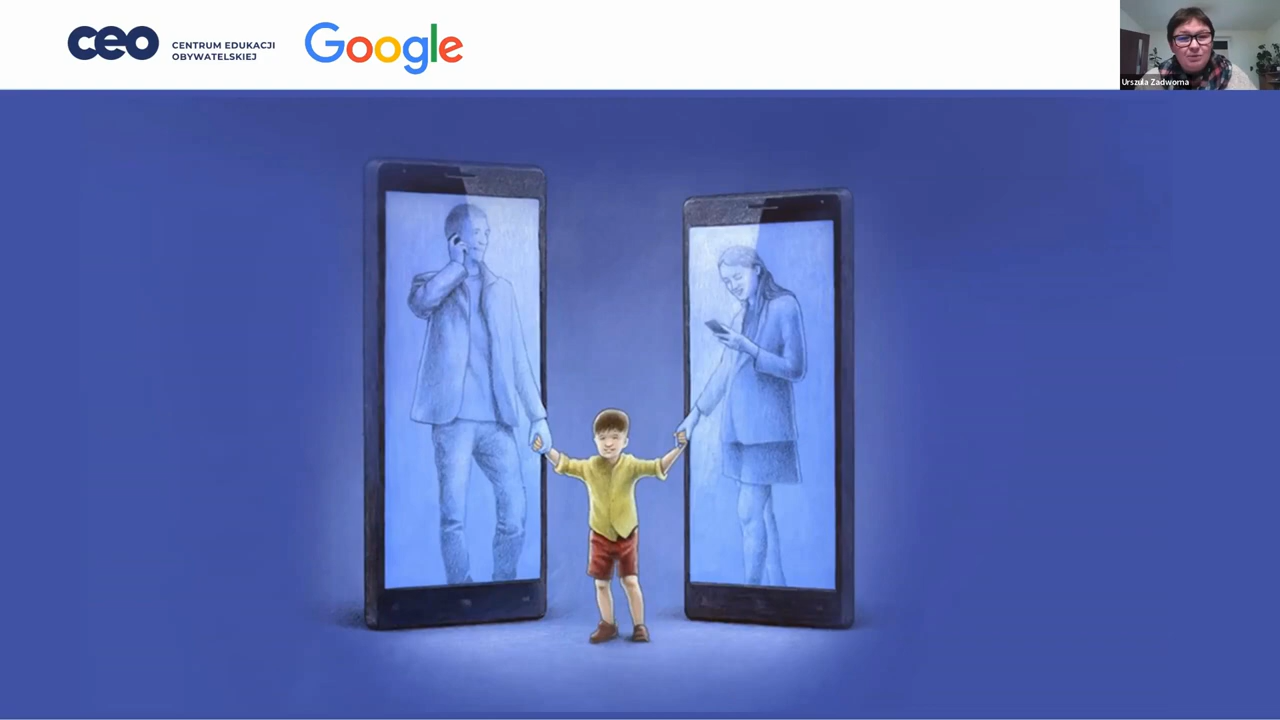 ceo
CENTRUM EDUKACJI
OBYWATELSKIEJ
Google
Urszula Zadworna